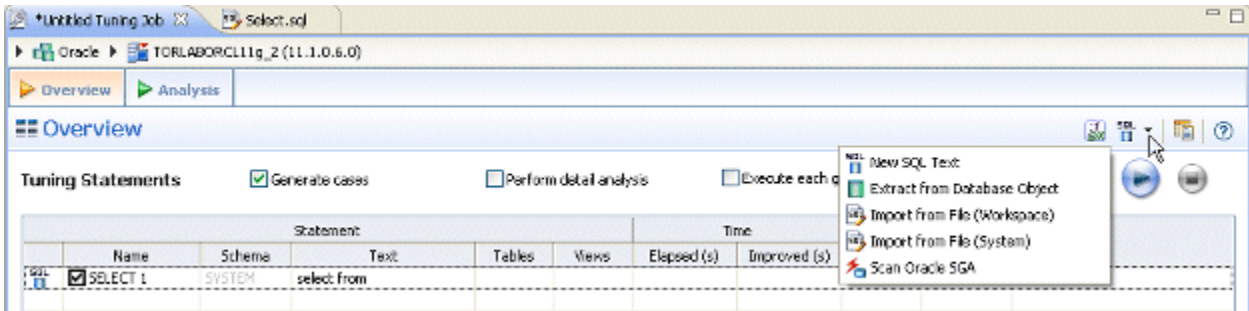 *Untitled Tuning Job Select.sql
Oracle TORLABORCL11g_2 (11.1.0.6.0)
Overview Analysis
Overview
Tuning Statements Generate cases Perform detail analysis Execute each
New SQL Text
Extract from Database Object
Import from File (Workspace)
Import from File (System)
Scan Oracle SGA
Statement Time
Name Schema Text Tables Views Elapsed (s) Improved (s)
SQL SELECT 1 SYSTEM select from